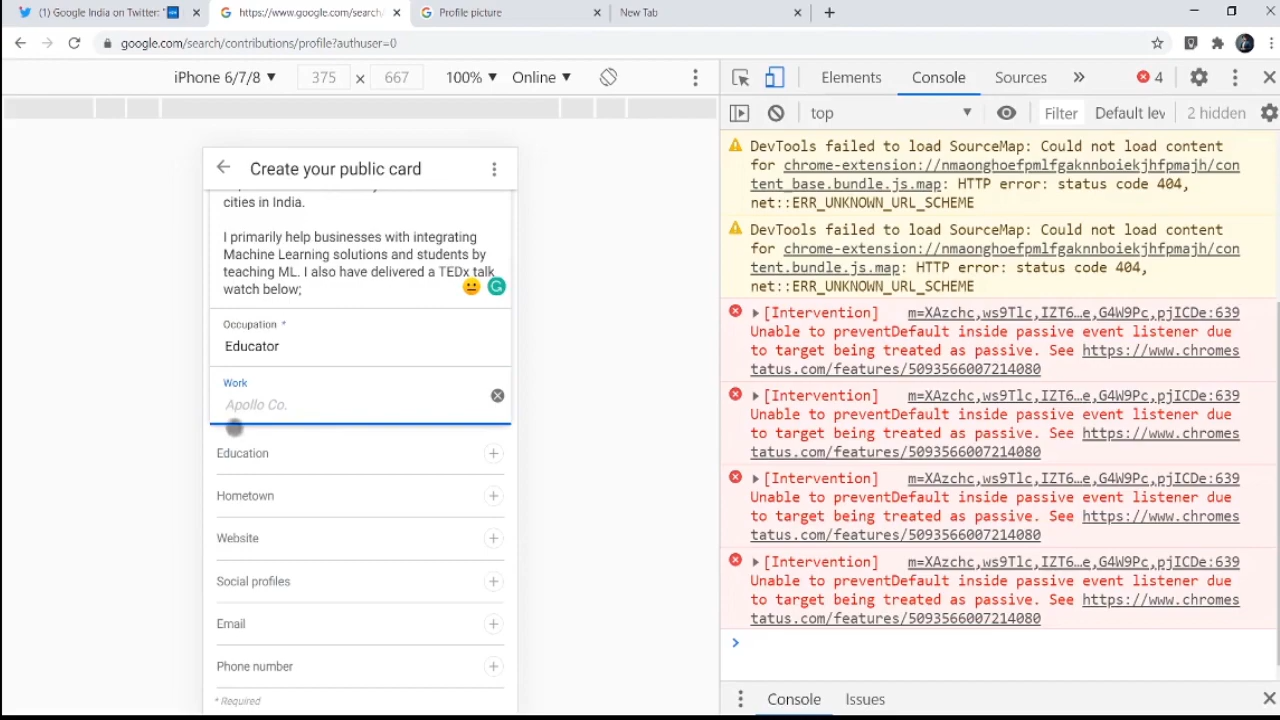 (1) Google India on Twitter: "
https://www.google.com/search/
Profile picture
New Tab
google.com/search/contributions/profile?authuser=0
iPhone 6/7/8 ▼ 375 x 667 100% ▼ Online ▼
Elements Console Sources » 4
top ▼ Filter Default lev 2 hidden
Create your public card
cities in India.
I primarily help businesses with integrating
Machine Learning solutions and students by
teaching ML. I also have delivered a TEDx talk
watch below;
Occupation *
Educator
Work
Apollo Co.
Education
Hometown
Website
Social profiles
Email
Phone number
* Required
DevTools failed to load SourceMap: Could not load content
for chrome-extension://nmaonghoefpmlfgaknnboiekjhfpmajh/con
tent_base.bundle.js.map: HTTP error: status code 404,
net::ERR_UNKNOWN_URL_SCHEME
DevTools failed to load SourceMap: Could not load content
for chrome-extension://nmaonghoefpmlfgaknnboiekjhfpmajh/con
tent.bundle.js.map: HTTP error: status code 404,
net::ERR_UNKNOWN_URL_SCHEME
[Intervention] m=XAzchc,ws9Tlc,IZT6…e,G4W9Pc,pjICDe:639
Unable to preventDefault inside passive event listener due
to target being treated as passive. See https://www.chromes
tatus.com/features/5093566007214080
[Intervention] m=XAzchc,ws9Tlc,IZT6…e,G4W9Pc,pjICDe:639
Unable to preventDefault inside passive event listener due
to target being treated as passive. See https://www.chromes
tatus.com/features/5093566007214080
[Intervention] m=XAzchc,ws9Tlc,IZT6…e,G4W9Pc,pjICDe:639
Unable to preventDefault inside passive event listener due
to target being treated as passive. See https://www.chromes
tatus.com/features/5093566007214080
[Intervention] m=XAzchc,ws9Tlc,IZT6…e,G4W9Pc,pjICDe:639
Unable to preventDefault inside passive event listener due
to target being treated as passive. See https://www.chromes
tatus.com/features/5093566007214080
Console Issues